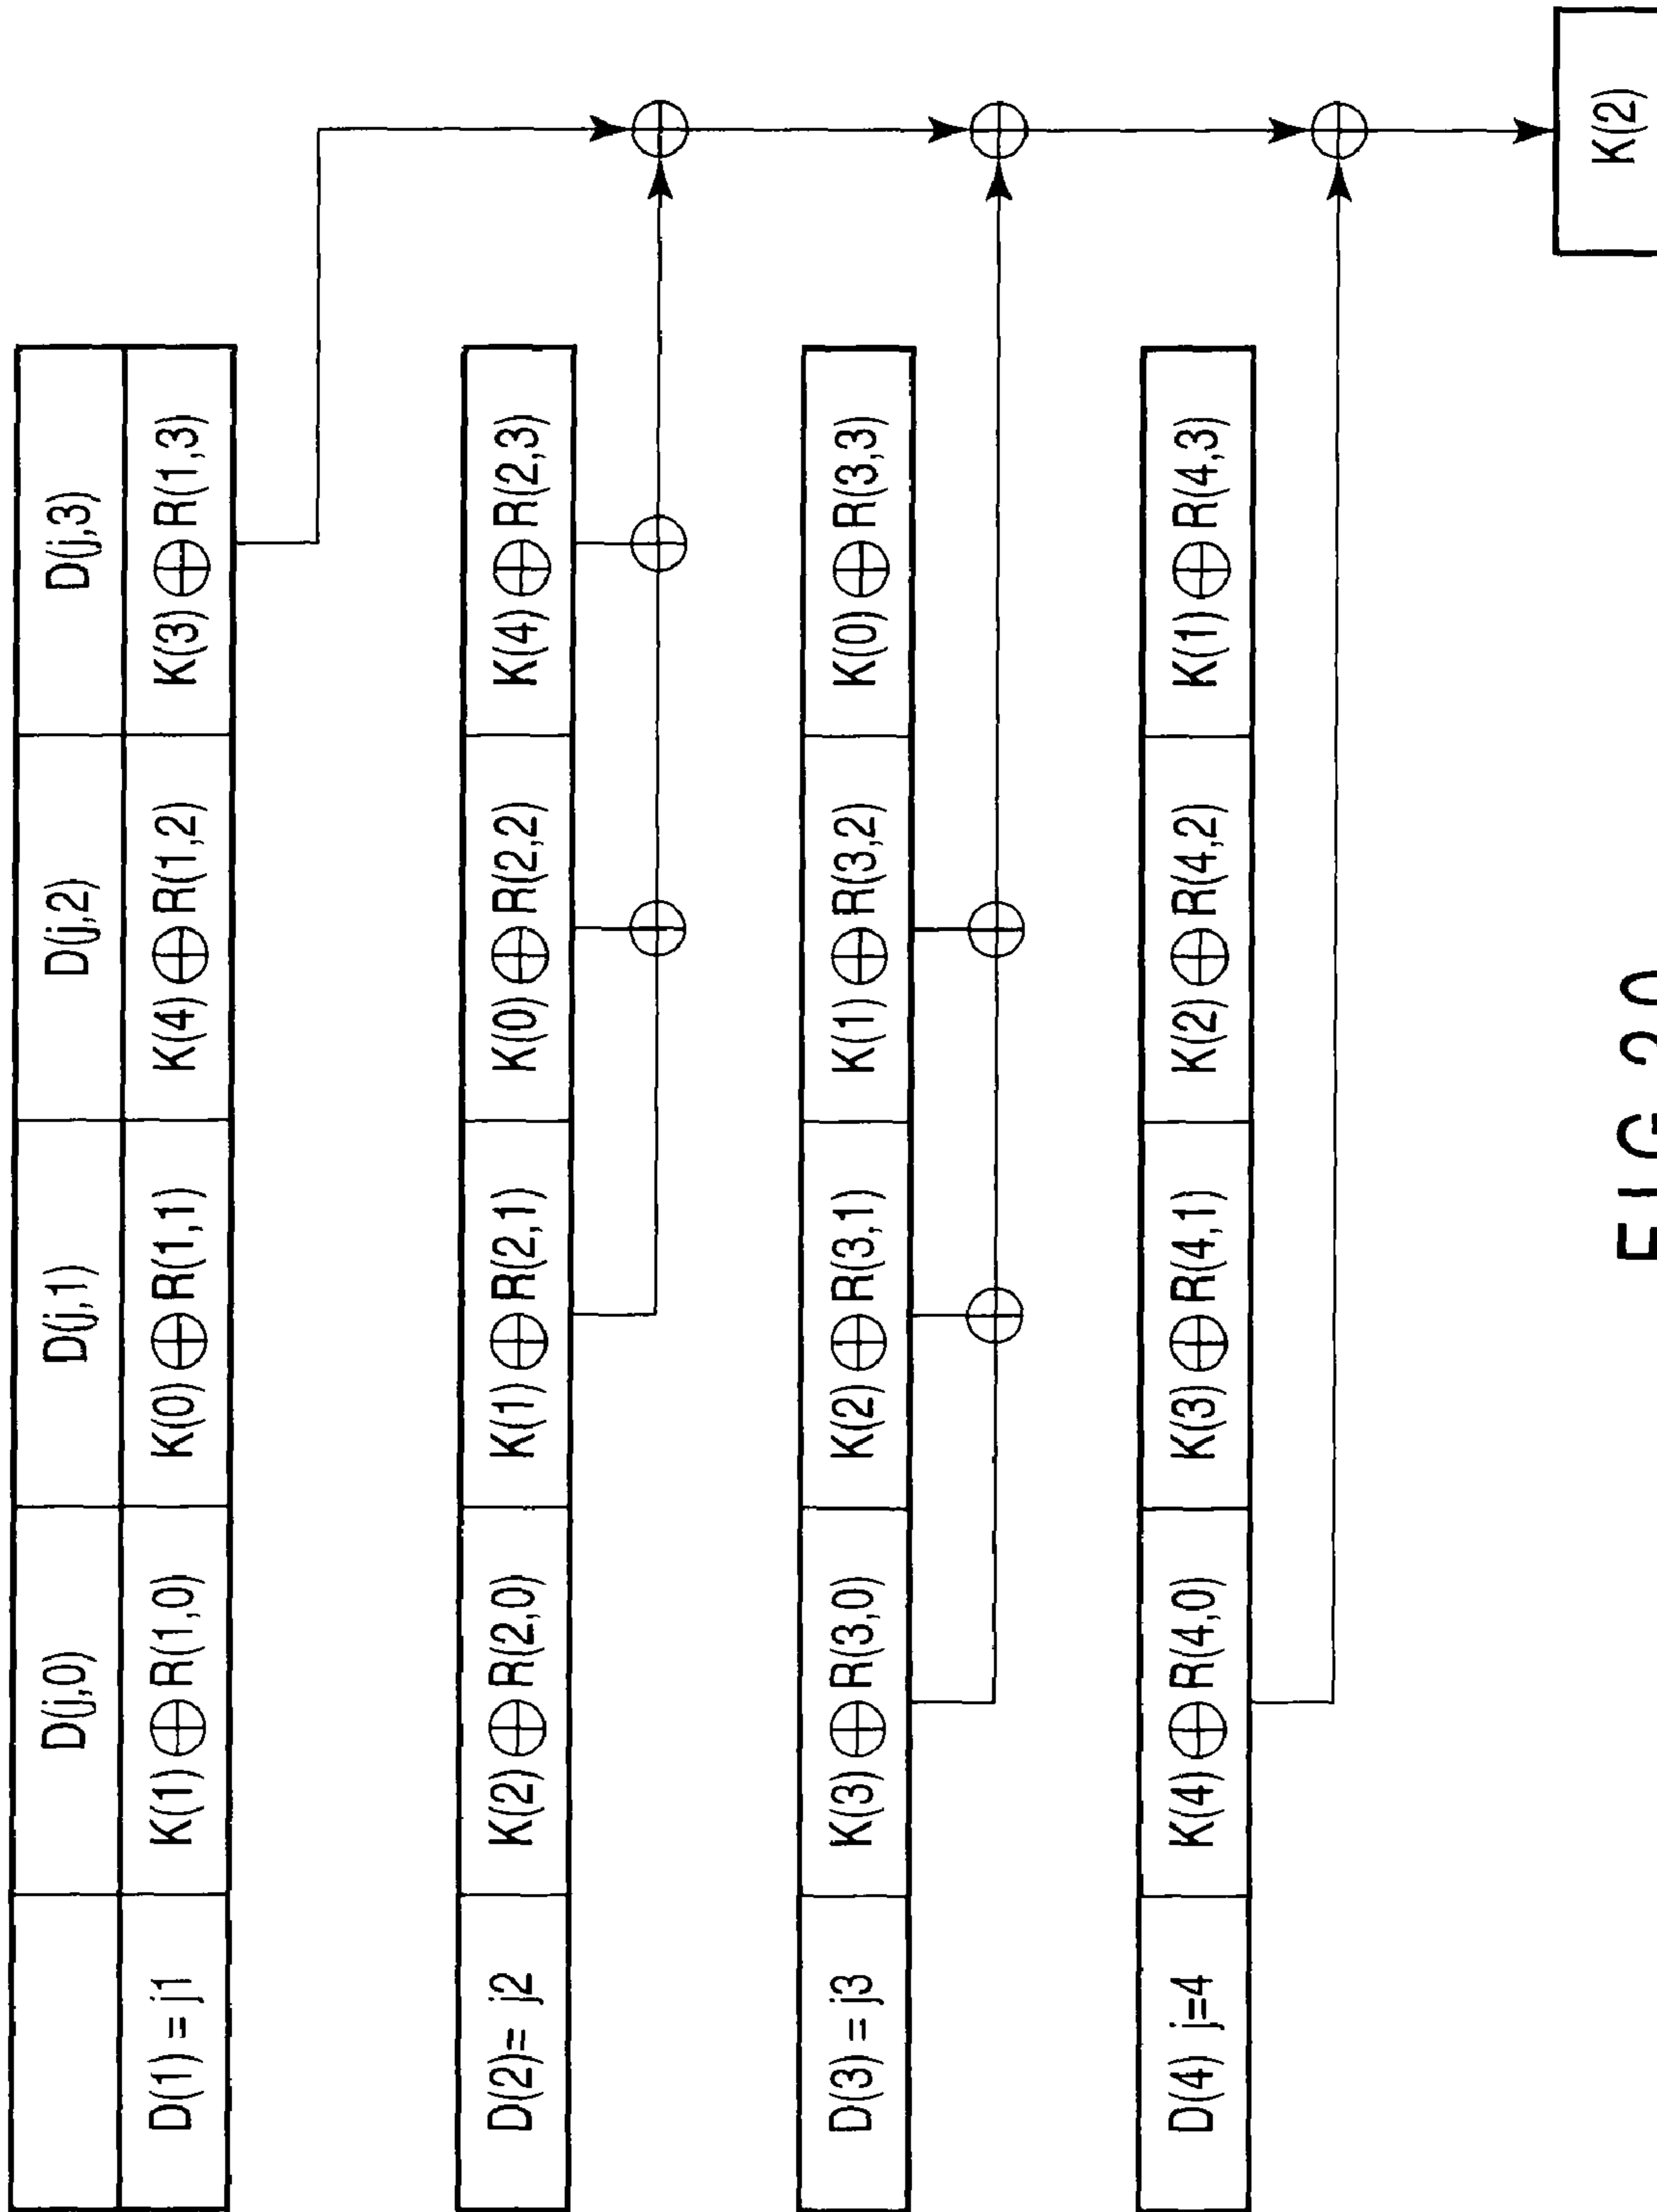 D(j,0) D(j,1) D(j,2) D(j,3)
D(1) = j1 K(1)⊕R(1,0) K(0)⊕R(1,1) K(4)⊕R(1,2) K(3)⊕R(1,3)
D(2)= j2 K(2)⊕R(2,0) K(1)⊕R(2,1) K(0)⊕R(2,2) K(4)⊕R(2,3)
D(3) = j3 K(3)⊕R(3,0) K(2)⊕R(3,1) K(1)⊕R(3,2) K(0)⊕R(3,3)
D(4) j=4 K(4)⊕R(4,0) K(3)⊕R(4,1) K(2)⊕R(4,2) K(1)⊕R(4,3)
K(2)
FIG.20